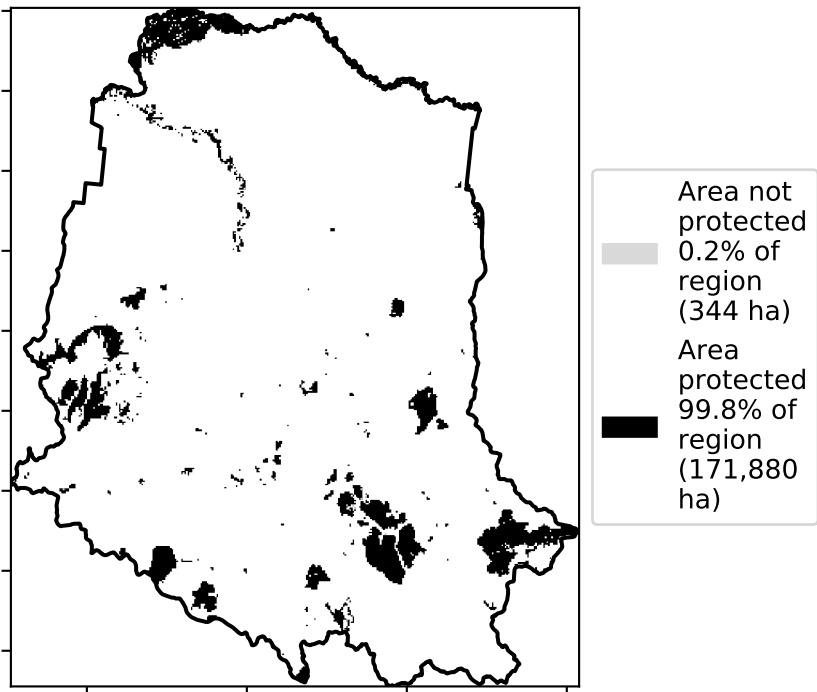 Area not
protected
0.2% of
region
(344 ha)
Area
protected
99.8% of
region
(171,880
ha)